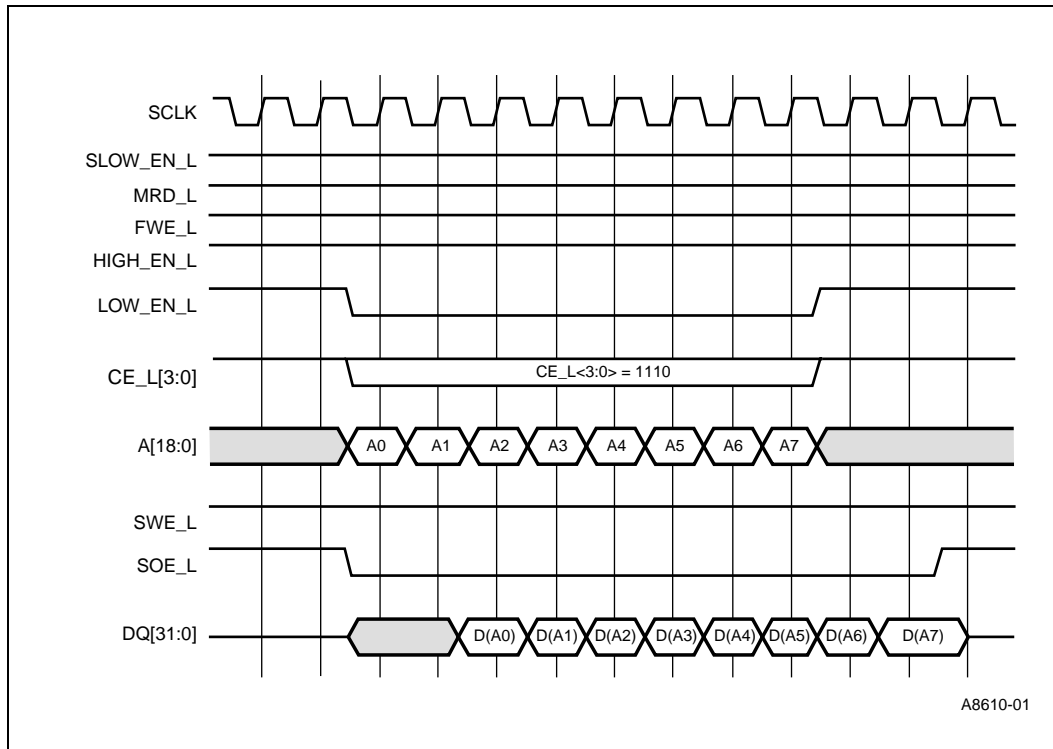 SCLK
SLOW_EN_L
MRD_L
FWE_L
HIGH_EN_L
LOW_EN_L
CE_L[3:0] CE_L<3:0> = 1110
A[18:0] A0 A1 A2 A3 A4 A5 A6 A7
SWE_L
SOE_L
DQ[31:0] D(A0) D(A1) D(A2) D(A3) D(A4) D(A5) D(A6) D(A7)
A8610-01